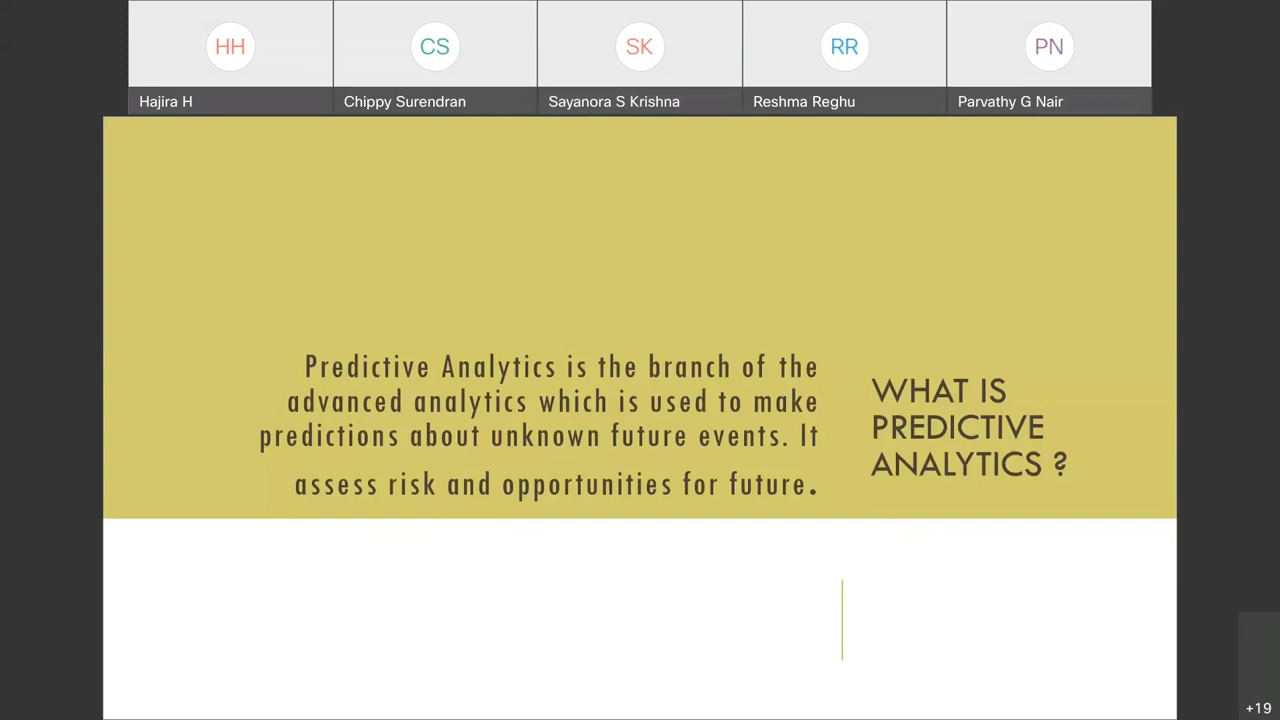 HH
CS
SK
RR
PN
Hajira H
Chippy Surendran
Sayanora S Krishna
Reshma Reghu
Parvathy G Nair
Predictive Analytics is the branch of the
advanced analytics which is used to make
predictions about unknown future events. It
assess risk and opportunities for future.
WHAT IS
PREDICTIVE
ANALYTICS ?
+19